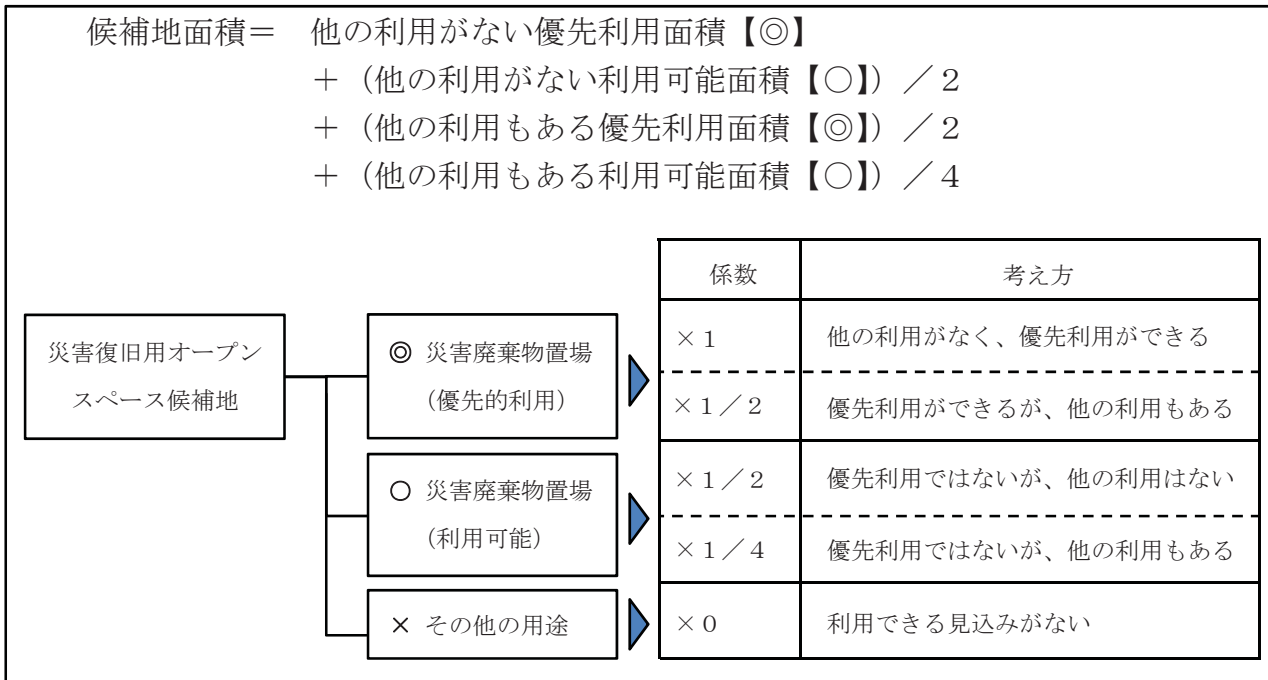 候補地面積＝　他の利用がない優先利用面積【◎】
＋（他の利用がない利用可能面積【○】）／２
＋（他の利用もある優先利用面積【◎】）／２
＋（他の利用もある利用可能面積【○】）／４
係数　考え方
災害復旧用オープン
スペース候補地
◎ 災害廃棄物置場
(優先的利用)
×１　他の利用がなく、優先利用ができる
×１／２　優先利用ができるが、他の利用もある
○ 災害廃棄物置場
(利用可能)
×１／２　優先利用ではないが、他の利用はない
×１／４　優先利用ではないが、他の利用もある
× その他の用途
×０　利用できる見込みがない